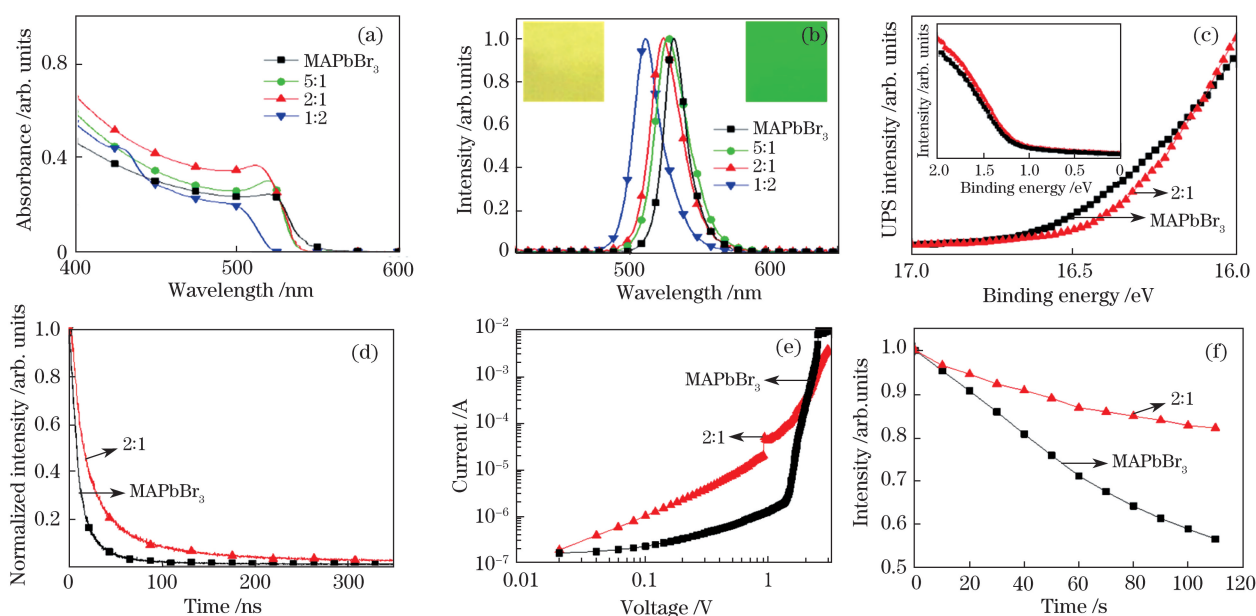 (a)
MAPbBr3
5:1
2:1
1:2
0.8
0.4
0
400
500
600
Absorbance /arb. units
Wavelength /nm
(b)
MAPbBr3
5:1
2:1
1:2
1.0
0.8
0.6
0.4
0.2
0
500
600
Intensity /arb.units
Wavelength /nm
(c)
Intensity /arb. units
2.0
1.5
1.0
0.5
0
Binding energy /eV
2:1
MAPbBr3
17.0
16.5
16.0
UPS intensity /arb. units
Binding energy /eV
(d)
1.0
0.8
0.6
0.4
0.2
2:1
MAPbBr3
0
100
200
300
Normalized intensity /arb. units
Time /ns
(e)
10−2
10−3
10−4
10−5
10−6
10−7
MAPbBr3
2:1
0.01
0.1
1
Current /A
Voltage /V
(f)
1.0
0.9
0.8
0.7
0.6
0.5
2:1
MAPbBr3
0
20
40
60
80
100
120
Intensity /arb.units
Time /s